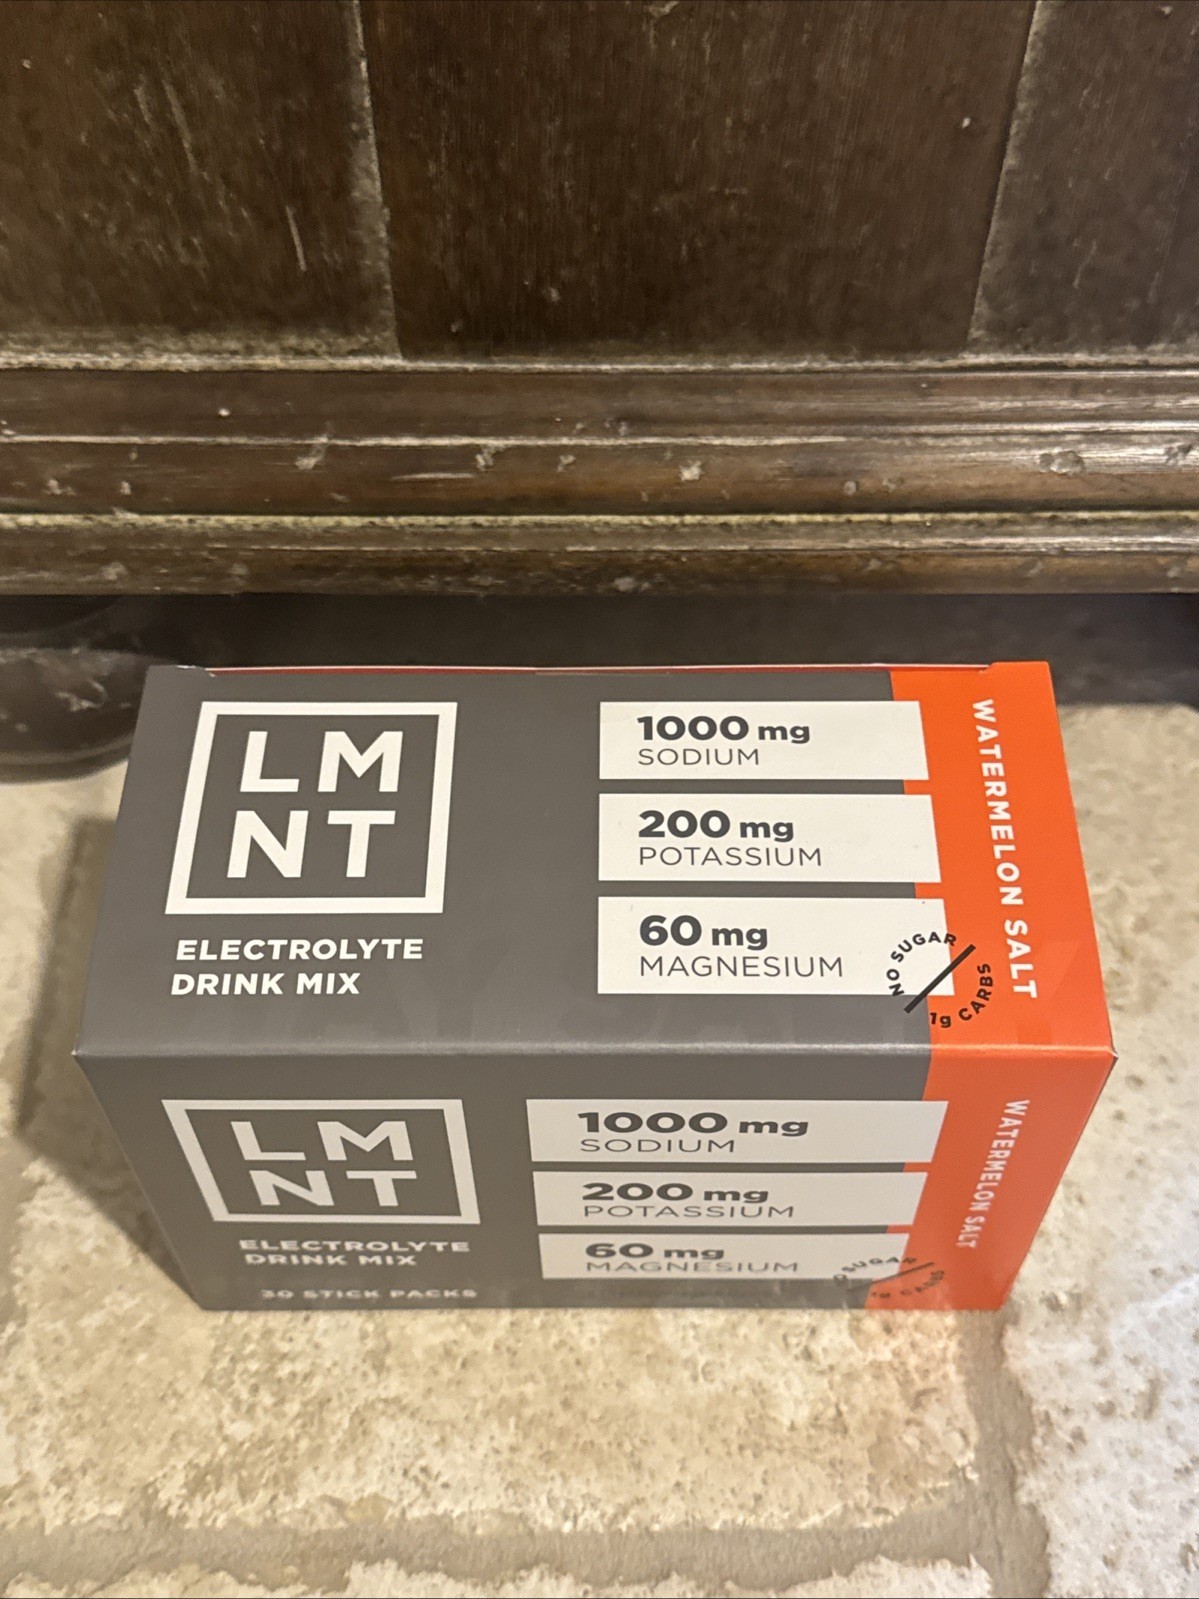 LM
NT
ELECTROLYTE
DRINK MIX
1000 mg
SODIUM
200 mg
POTASSIUM
60 mg
MAGNESIUM
NO SUGAR
1g CARBS
WATERMELON SALT
LM
NT
ELECTROLYTE
DRINK MIX
30 STICK PACKS
1000 mg
SODIUM
200 mg
POTASSIUM
60 mg
MAGNESIUM
SUGAR
CARBS
WATERMELON SALT